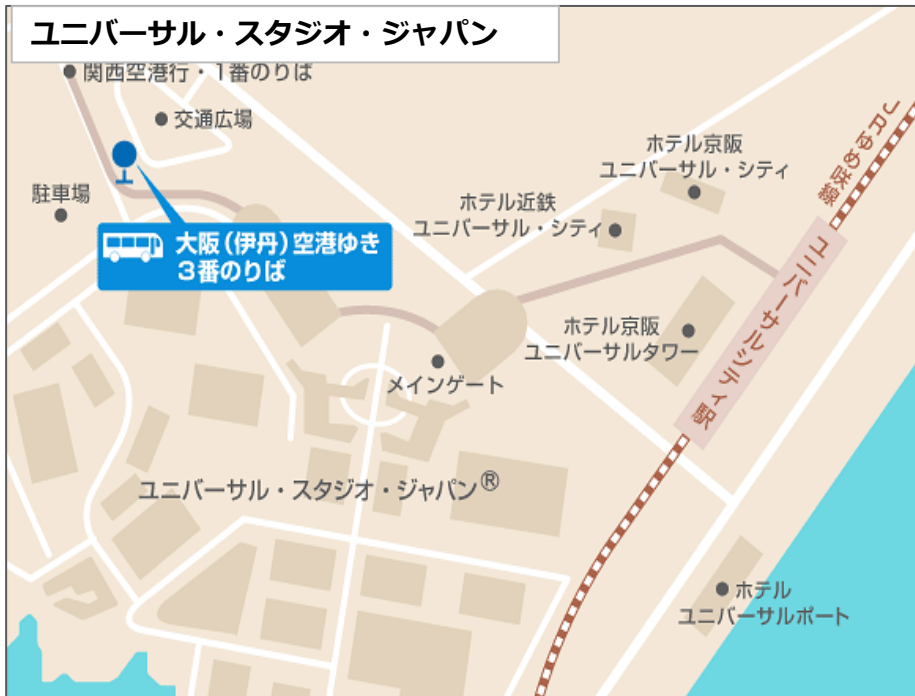 ユニバーサル・スタジオ・ジャパン
関西空港行・1番のりば
交通広場
駐車場
大阪(伊丹)空港ゆき
3番のりば
ホテル京阪
ユニバーサル・シティ
ホテル近鉄
ユニバーサル・シティ
JRゆめ咲線
ユニバーサルシティ駅
ホテル京阪
ユニバーサルタワー
メインゲート
ユニバーサル・スタジオ・ジャパン®
ホテル
ユニバーサルポート